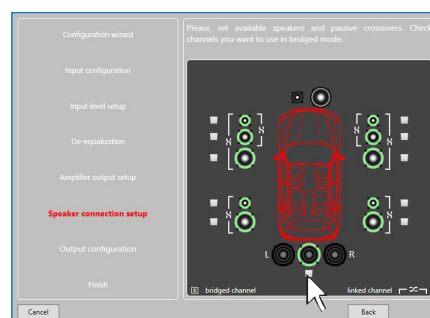 Configuration wizard
Please, set available speakers and passive crossovers. Check
channels you want to use in bridged mode.
Input configuration
Input level setup
De-equalization
Amplifier output setup
Speaker connection setup
Output configuration
Finish
L
R
x bridged channel
linked channel
Cancel
Back